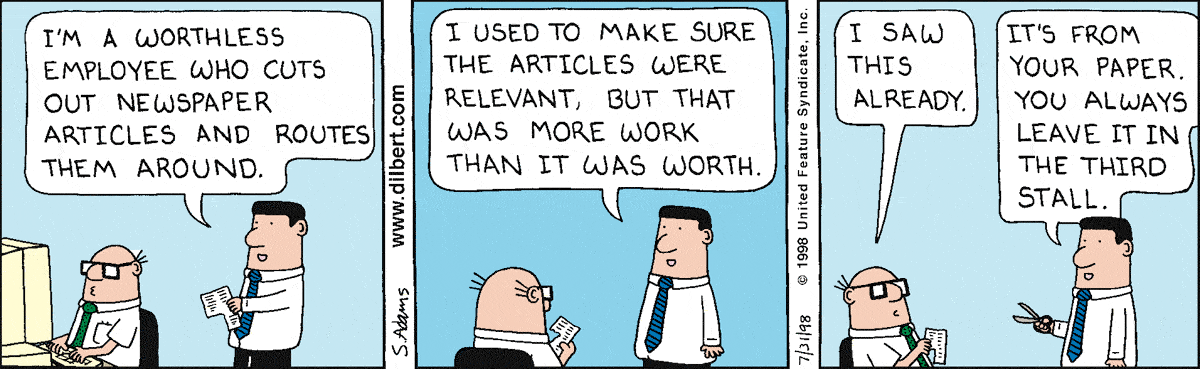 I'M A WORTHLESS
EMPLOYEE WHO CUTS
OUT NEWSPAPER
ARTICLES AND ROUTES
THEM AROUND.
www.dilbert.com
S. Adams
I USED TO MAKE SURE
THE ARTICLES WERE
RELEVANT, BUT THAT
WAS MORE WORK
THAN IT WAS WORTH.
7/31/98 © 1998 United Feature Syndicate, Inc.
I SAW
THIS
ALREADY.
IT'S FROM
YOUR PAPER.
YOU ALWAYS
LEAVE IT IN
THE THIRD
STALL.